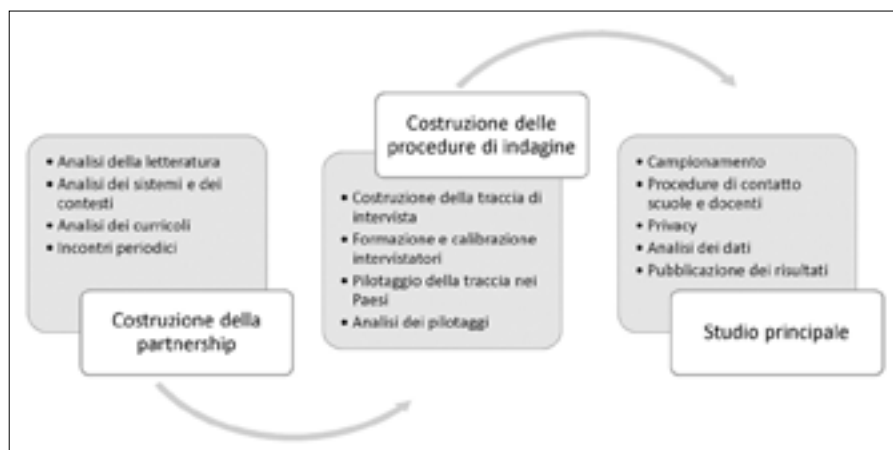 • Analisi della letteratura
• Analisi dei sistemi e dei
contesti
• Analisi dei curricoli
• Incontri periodici
Costruzione della
partnership
Costruzione delle
procedure di indagine
• Costruzione della traccia di
intervista
• Formazione e calibrazione
intervistatori
• Pilotaggio della traccia nei
Paesi
• Analisi dei pilotaggi
• Campionamento
• Procedure di contatto
scuole e docenti
• Privacy
• Analisi dei dati
• Pubblicazione dei risultati
Studio principale